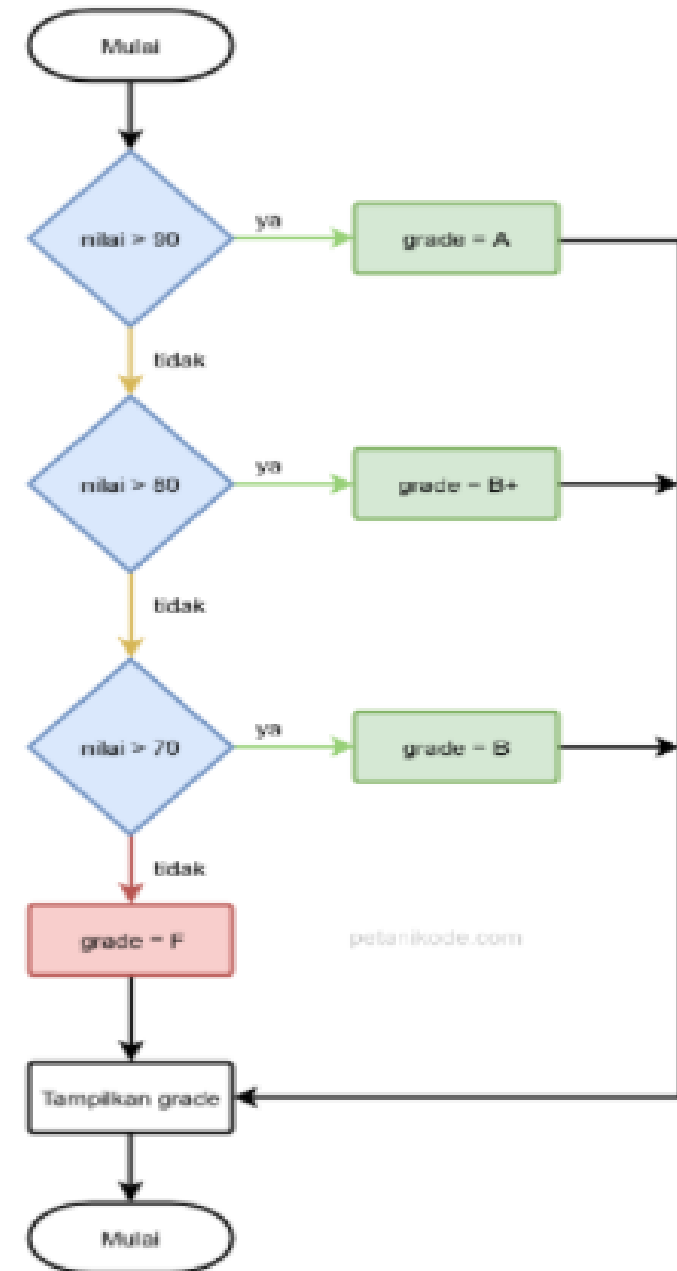 Mulai
nilai > 90
ya
grade = A
tidak
nilai > 80
ya
grade = B+
tidak
nilai > 70
ya
grade = B
tidak
grade = F
petanikode.com
Tampilkan grade
Mulai